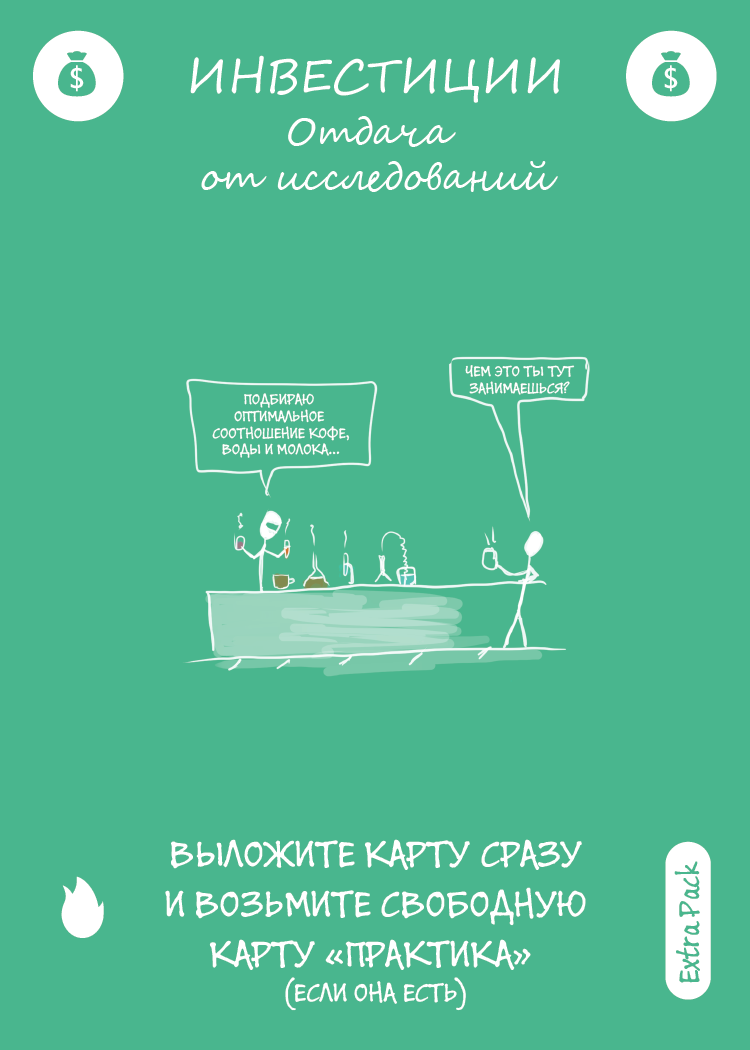 $
$
ИНВЕСТИЦИИ
Отдача
от исследований
ЧЕМ ЭТО ТЫ ТУТ
ЗАНИМАЕШЬСЯ?
ПОДБИРАЮ
ОПТИМАЛЬНОЕ
СООТНОШЕНИЕ КОФЕ,
ВОДЫ И МОЛОКА...
ВЫЛОЖИТЕ КАРТУ СРАЗУ
И ВОЗЬМИТЕ СВОБОДНУЮ
КАРТУ «ПРАКТИКА»
(ЕСЛИ ОНА ЕСТЬ)
Extra Pack